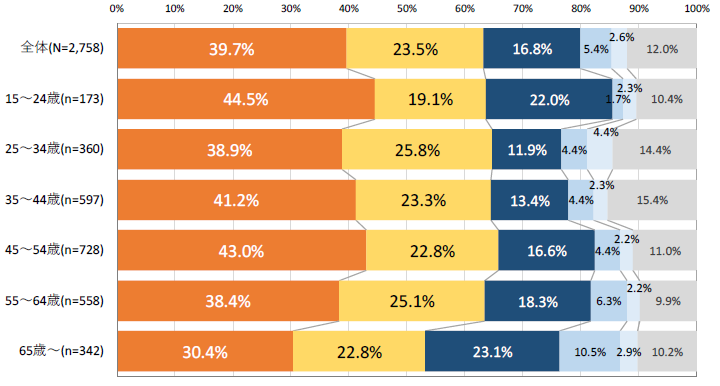 0% 10% 20% 30% 40% 50% 60% 70% 80% 90% 100%
全体(N=2,758) 39.7% 23.5% 16.8% 5.4% 2.6% 12.0%
15～24歳(n=173) 44.5% 19.1% 22.0% 1.7% 2.3% 10.4%
25～34歳(n=360) 38.9% 25.8% 11.9% 4.4% 4.4% 14.4%
35～44歳(n=597) 41.2% 23.3% 13.4% 4.4% 2.3% 15.4%
45～54歳(n=728) 43.0% 22.8% 16.6% 4.4% 2.2% 11.0%
55～64歳(n=558) 38.4% 25.1% 18.3% 6.3% 2.2% 9.9%
65歳～(n=342) 30.4% 22.8% 23.1% 10.5% 2.9% 10.2%